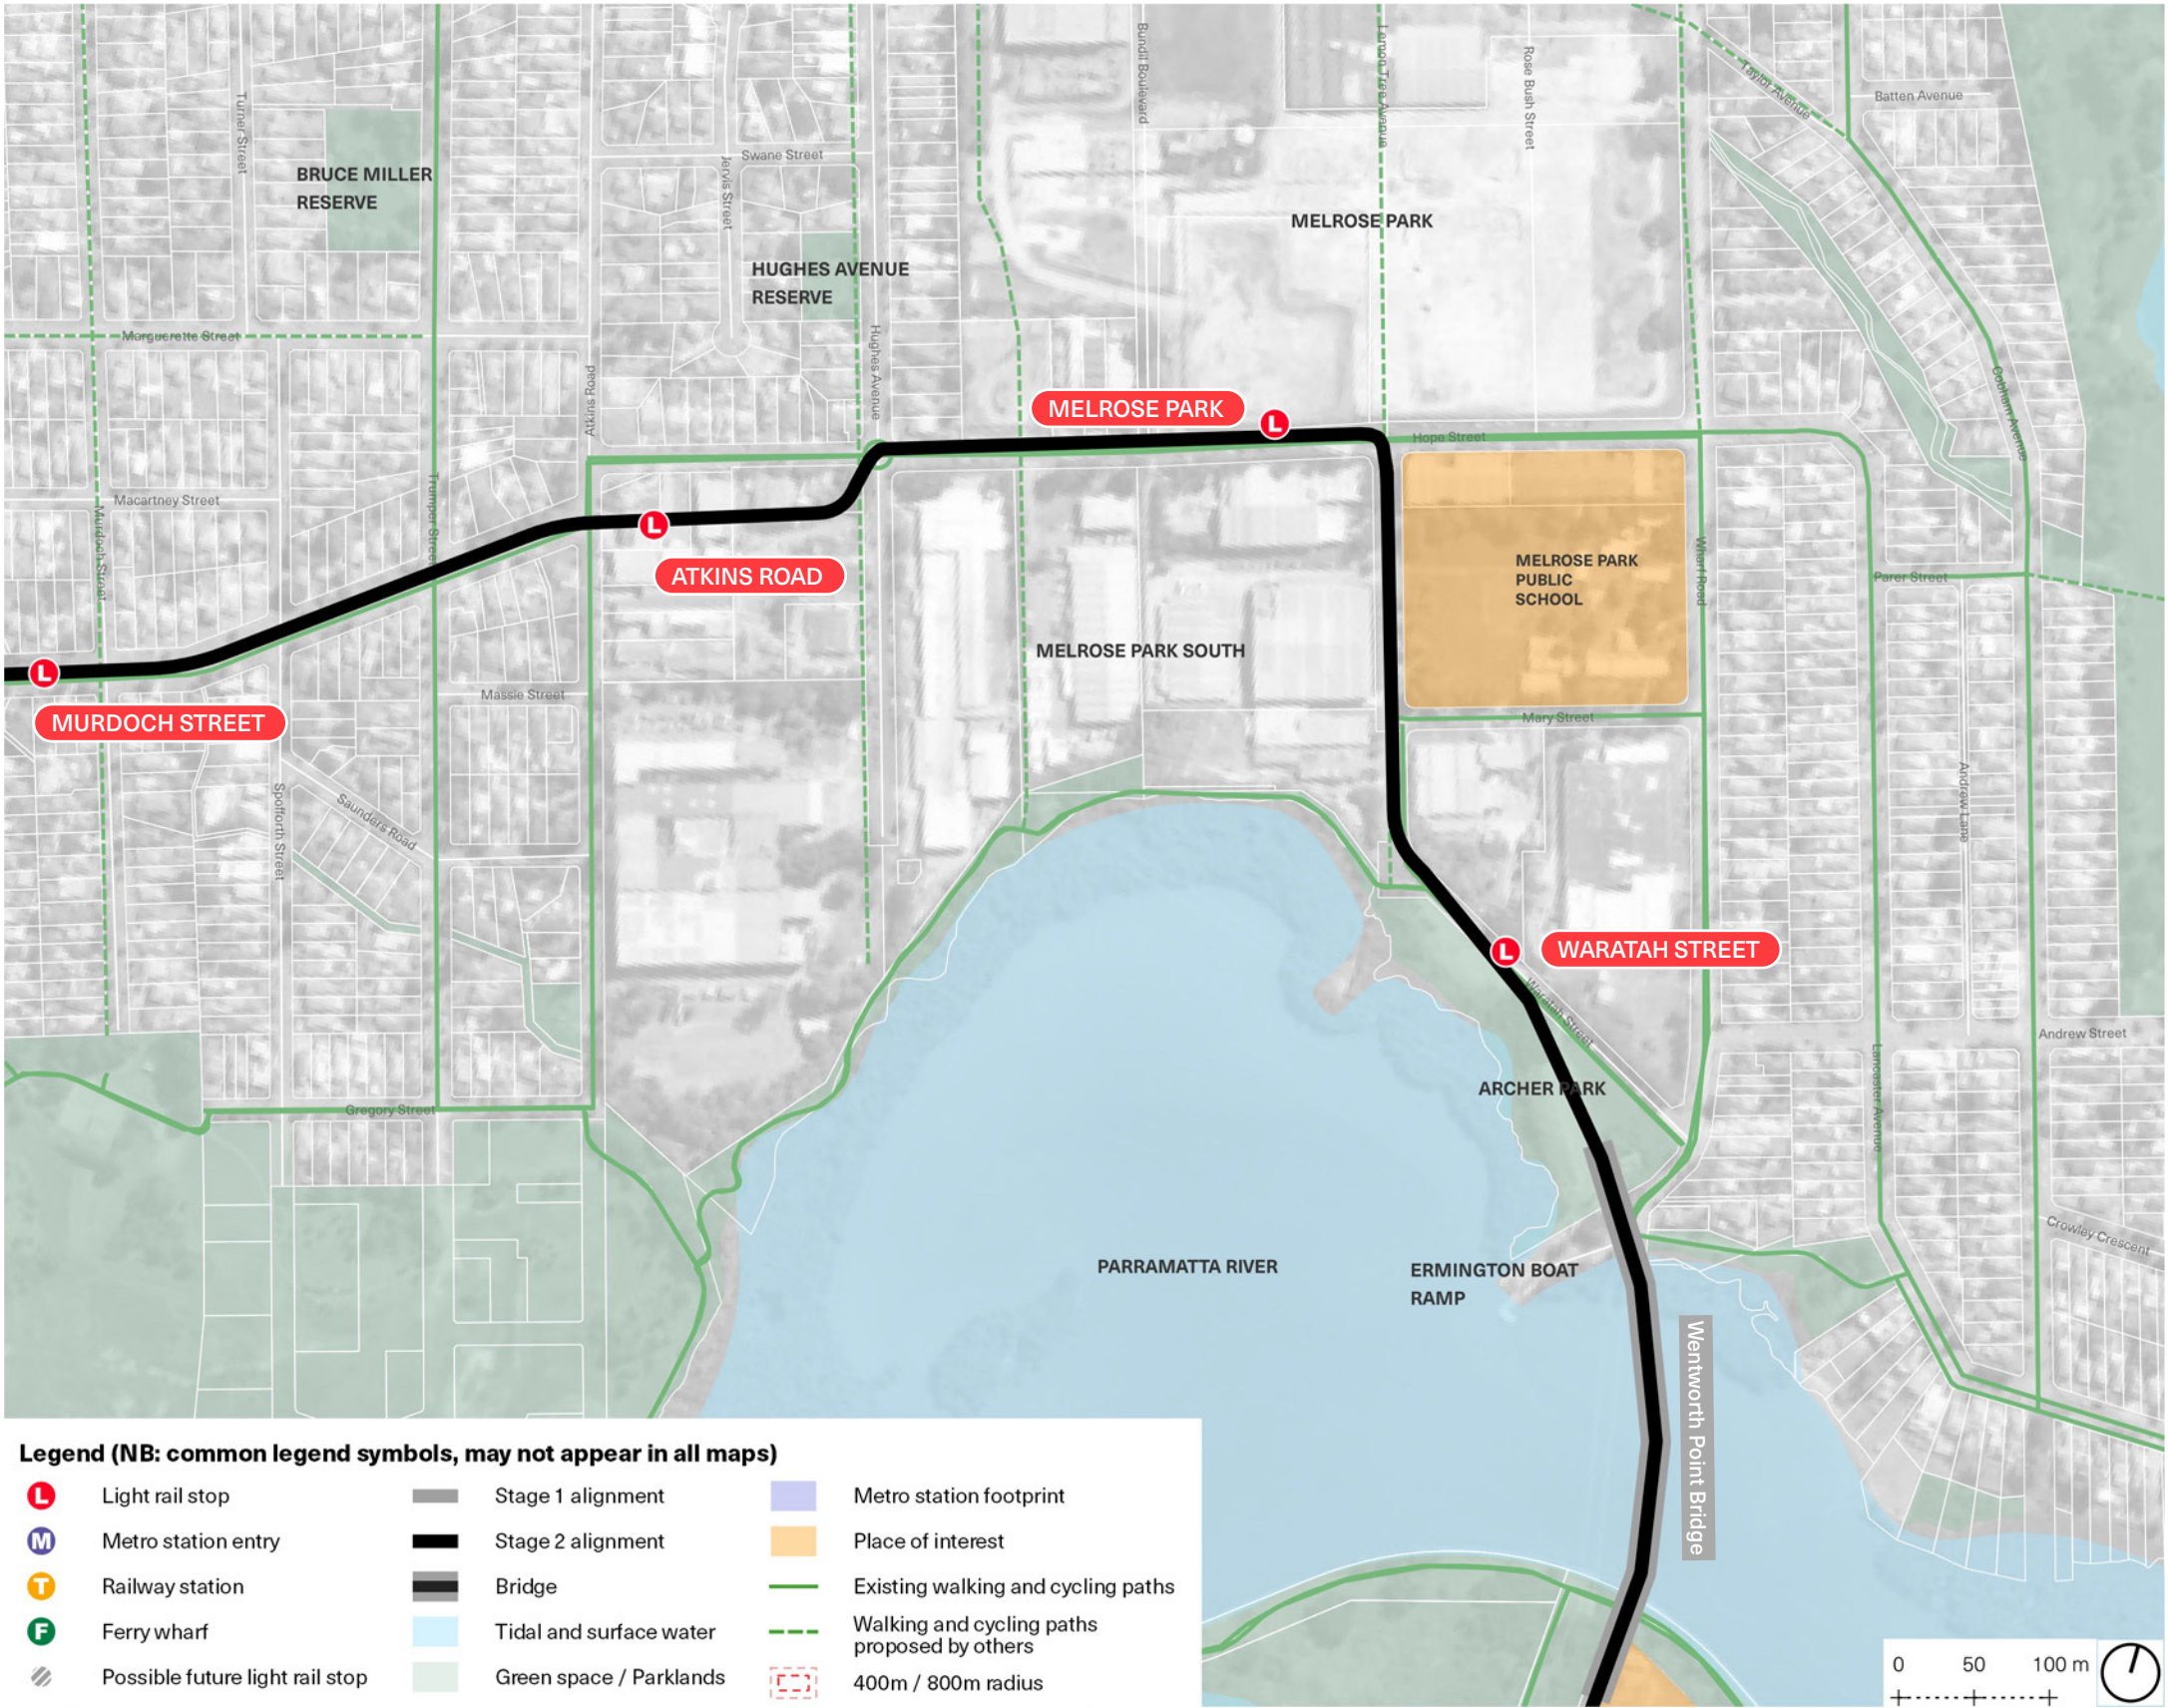 Turner Street
BRUCE MILLER
RESERVE
Swane Street
Jervis Street
HUGHES AVENUE
RESERVE
Bundil Boulevard
Lemon Tree Avenue
Rose Bush Street
Taylor Avenue
Batten Avenue
MELROSE PARK
Marguerette Street
Atkins Road
Hughes Avenue
MELROSE PARK
L
Hope Street
Cobham Avenue
Macartney Street
Murdoch Street
Trumper Street
L
ATKINS ROAD
MELROSE PARK
PUBLIC
SCHOOL
Wharf Road
Parer Street
L
MURDOCH STREET
Massie Street
MELROSE PARK SOUTH
Mary Street
Spofforth Street
Saunders Road
Andrew Lane
L
WARATAH STREET
Waratah Street
Andrew Street
Gregory Street
ARCHER PARK
Lancaster Avenue
Crowley Crescent
PARRAMATTA RIVER
ERMINGTON BOAT
RAMP
Wentworth Point Bridge
Legend (NB: common legend symbols, may not appear in all maps)
L Light rail stop
M Metro station entry
T Railway station
F Ferry wharf
Possible future light rail stop
Stage 1 alignment
Stage 2 alignment
Bridge
Tidal and surface water
Green space / Parklands
Metro station footprint
Place of interest
Existing walking and cycling paths
Walking and cycling paths
proposed by others
400m / 800m radius
0 50 100 m